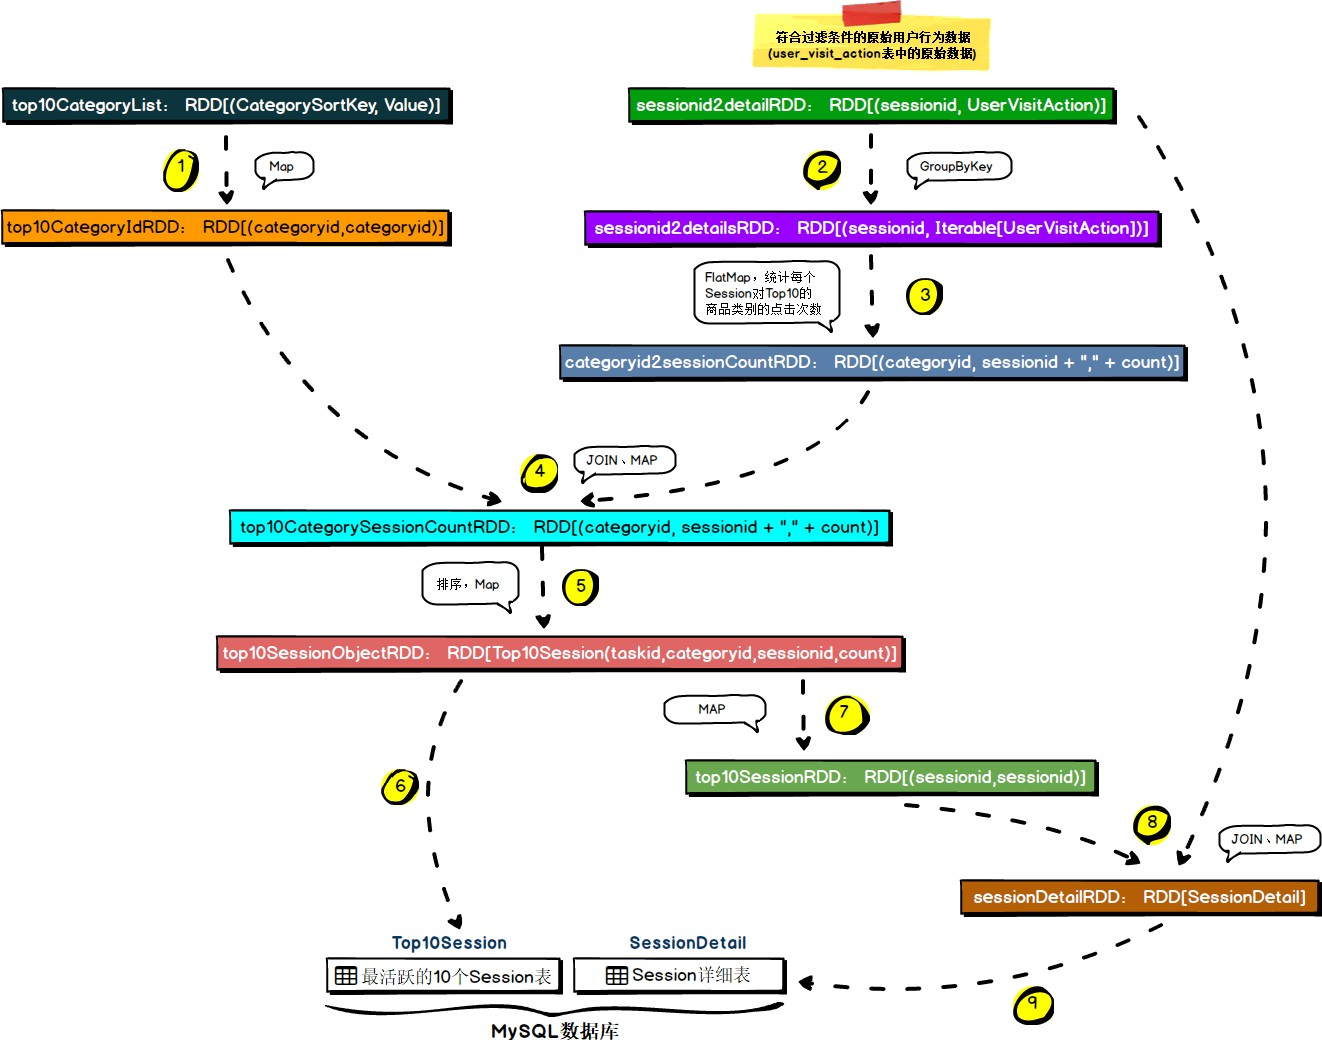 符合过滤条件的原始用户行为数据
(user_visit_action表中的原始数据)
top10CategoryList： RDD[(CategorySortKey, Value)]
sessionid2detailRDD： RDD[(sessionid, UserVisitAction)]
1
Map
2
GroupByKey
top10CategoryIdRDD： RDD[(categoryid,categoryid)]
sessionid2detailsRDD： RDD[(sessionid, Iterable[UserVisitAction])]
FlatMap，统计每个
Session对Top10的
商品类别的点击次数
3
categoryid2sessionCountRDD： RDD[(categoryid, sessionid + "," + count)]
4
JOIN、MAP
top10CategorySessionCountRDD： RDD[(categoryid, sessionid + "," + count)]
排序，Map
5
top10SessionObjectRDD： RDD[Top10Session(taskid,categoryid,sessionid,count)]
MAP
7
6
top10SessionRDD： RDD[(sessionid,sessionid)]
8
JOIN、MAP
sessionDetailRDD： RDD[SessionDetail]
Top10Session
SessionDetail
最活跃的10个Session表
Session详细表
9
MySQL数据库